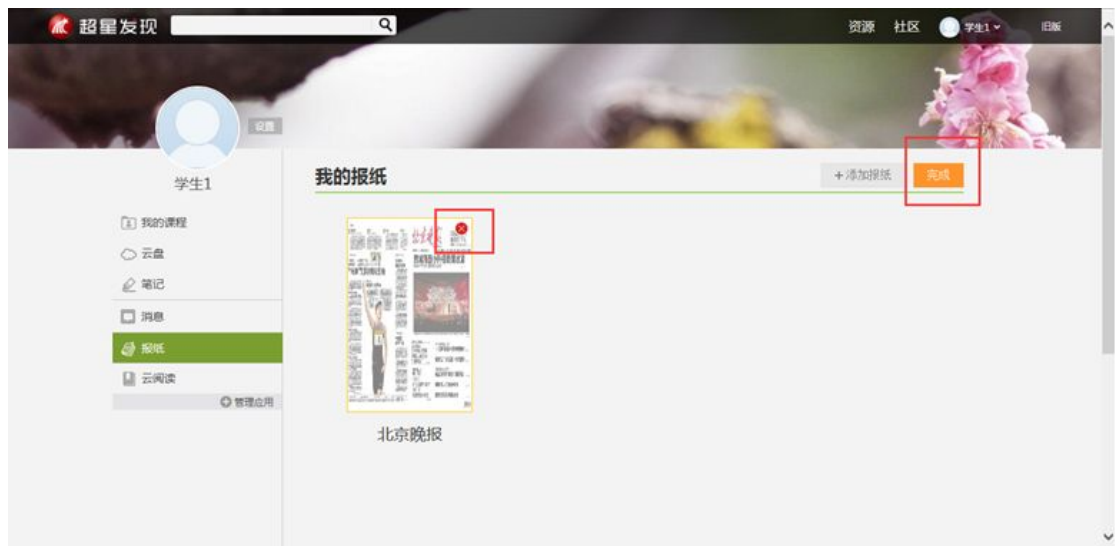 超星发现
资源 社区 学生1 旧版
设置
学生1
我的报纸
+添加报纸 完成
我的课程
云盘
笔记
消息
报纸
云阅读
管理应用
北京晚报